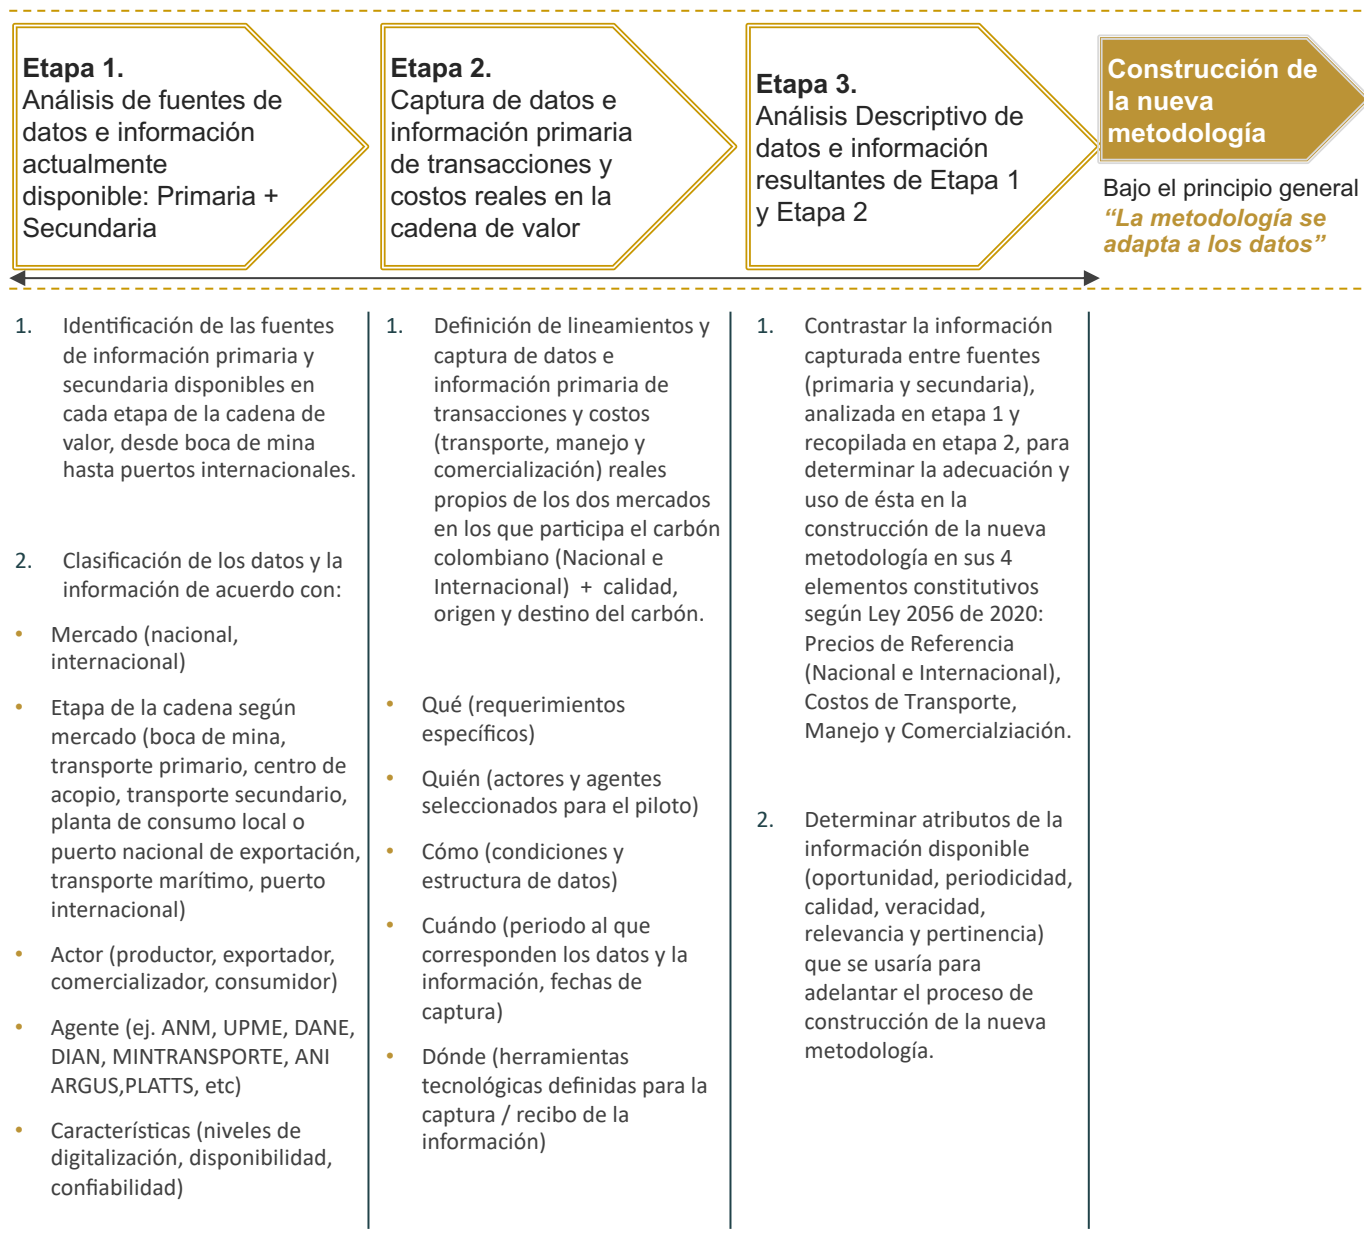 Etapa 1.
Análisis de fuentes de
datos e información
actualmente
disponible: Primaria +
Secundaria
Etapa 2.
Captura de datos e
información primaria
de transacciones y
costos reales en la
cadena de valor
Etapa 3.
Análisis Descriptivo de
datos e información
resultantes de Etapa 1
y Etapa 2
Construcción de
la nueva
metodología
Bajo el principio general
“La metodología se
adapta a los datos”
1. Identificación de las fuentes
de información primaria y
secundaria disponibles en
cada etapa de la cadena de
valor, desde boca de mina
hasta puertos internacionales.
2. Clasificación de los datos y la
información de acuerdo con:
• Mercado (nacional,
internacional)
• Etapa de la cadena según
mercado (boca de mina,
transporte primario, centro de
acopio, transporte secundario,
planta de consumo local o
puerto nacional de exportación,
transporte marítimo, puerto
internacional)
• Actor (productor, exportador,
comercializador, consumidor)
• Agente (ej. ANM, UPME, DANE,
DIAN, MINTRANSPORTE, ANI
ARGUS,PLATTS, etc)
• Características (niveles de
digitalización, disponibilidad,
confiabilidad)
1. Definición de lineamientos y
captura de datos e
información primaria de
transacciones y costos
(transporte, manejo y
comercialización) reales
propios de los dos mercados
en los que participa el carbón
colombiano (Nacional e
Internacional) + calidad,
origen y destino del carbón.
• Qué (requerimientos
específicos)
• Quién (actores y agentes
seleccionados para el piloto)
• Cómo (condiciones y
estructura de datos)
• Cuándo (periodo al que
corresponden los datos y la
información, fechas de
captura)
• Dónde (herramientas
tecnológicas definidas para la
captura / recibo de la
información)
1. Contrastar la información
capturada entre fuentes
(primaria y secundaria),
analizada en etapa 1 y
recopilada en etapa 2, para
determinar la adecuación y
uso de ésta en la
construcción de la nueva
metodología en sus 4
elementos constitutivos
según Ley 2056 de 2020:
Precios de Referencia
(Nacional e Internacional),
Costos de Transporte,
Manejo y Comercialziación.
2. Determinar atributos de la
información disponible
(oportunidad, periodicidad,
calidad, veracidad,
relevancia y pertinencia)
que se usaría para
adelantar el proceso de
construcción de la nueva
metodología.